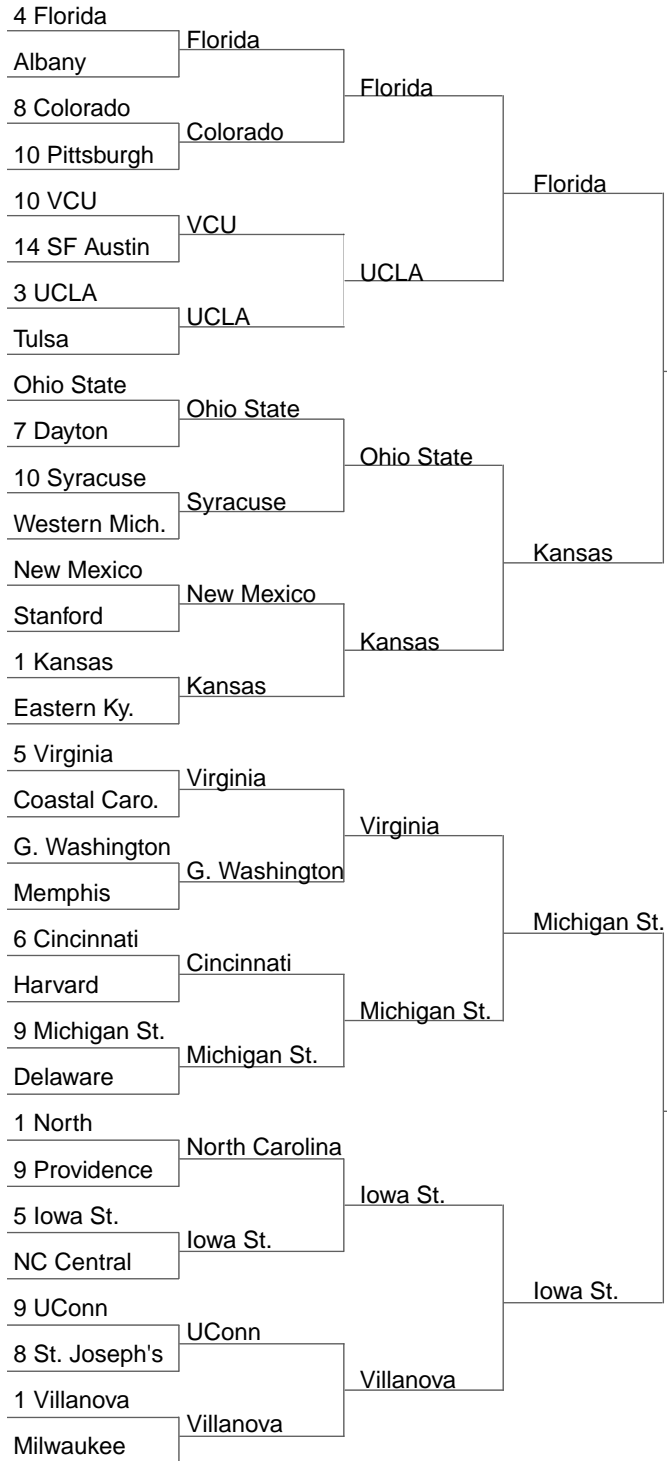 4 Florida
Albany
8 Colorado
10 Pittsburgh
10 VCU
14 SF Austin
3 UCLA
Tulsa
Ohio State
7 Dayton
10 Syracuse
Western Mich.
New Mexico
Stanford
1 Kansas
Eastern Ky.
5 Virginia
Coastal Caro.
G. Washington
Memphis
6 Cincinnati
Harvard
9 Michigan St.
Delaware
1 North
9 Providence
5 Iowa St.
NC Central
9 UConn
8 St. Joseph's
1 Villanova
Milwaukee
Florida
Colorado
VCU
UCLA
Ohio State
Syracuse
New Mexico
Kansas
Virginia
G. Washington
Cincinnati
Michigan St.
North Carolina
Iowa St.
UConn
Villanova
Florida
UCLA
Ohio State
Kansas
Virginia
Michigan St.
Iowa St.
Villanova
Florida
Kansas
Michigan St.
Iowa St.